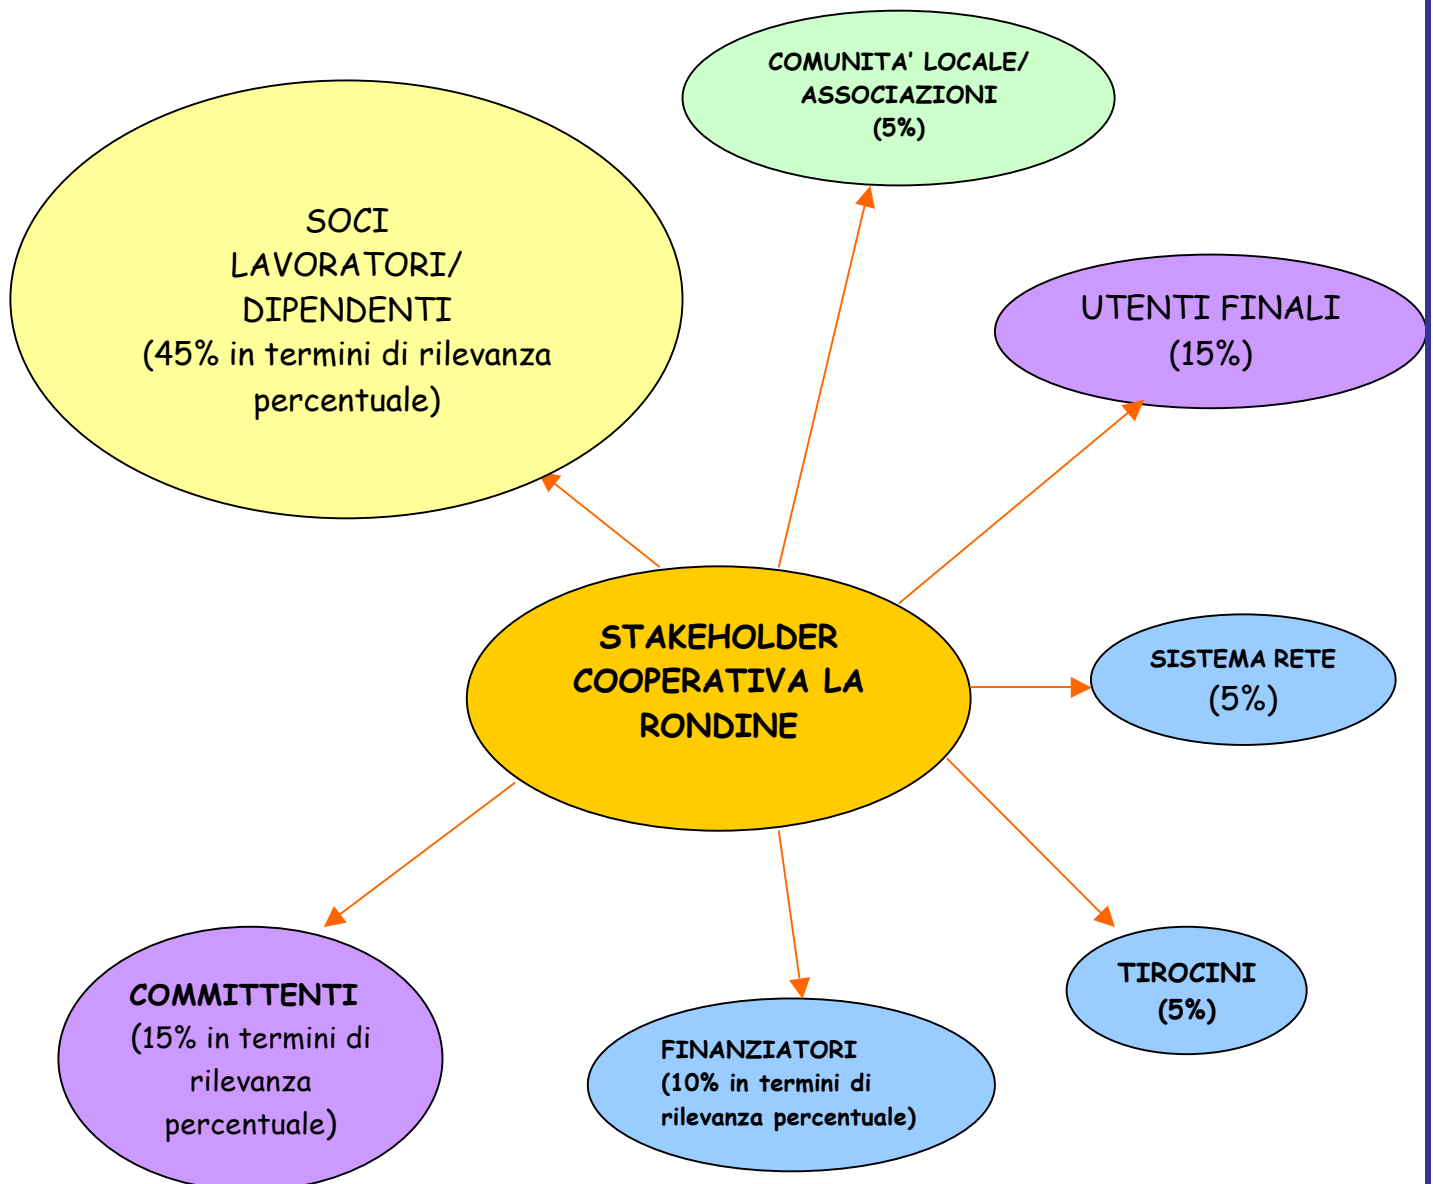 COMUNITA' LOCALE/
ASSOCIAZIONI
(5%)
SOCI
LAVORATORI/
DIPENDENTI
(45% in termini di rilevanza
percentuale)
UTENTI FINALI
(15%)
STAKEHOLDER
COOPERATIVA LA
RONDINE
SISTEMA RETE
(5%)
COMMITTENTI
(15% in termini di
rilevanza
percentuale)
FINANZIATORI
(10% in termini di
rilevanza percentuale)
TIROCINI
(5%)